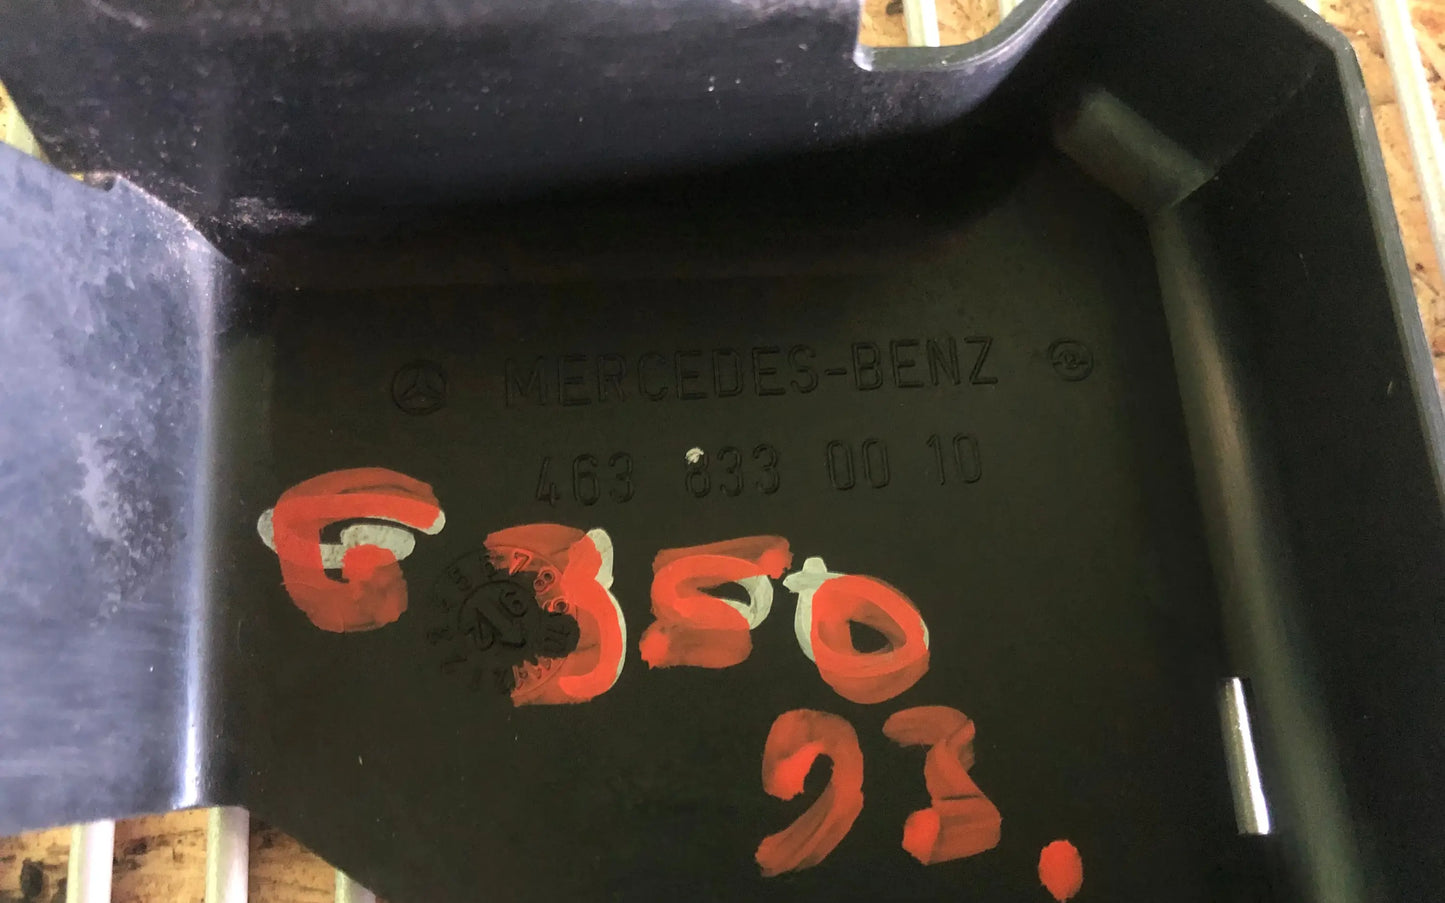 MERCEDES-BENZ
463 833 00 10
G350
93.